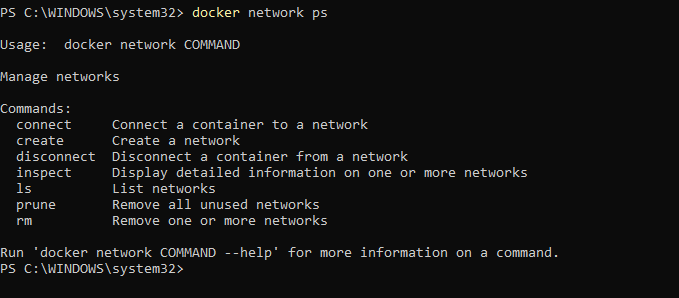 PS C:\WINDOWS\system32> docker network ps
Usage:  docker network COMMAND
Manage networks
Commands:
  connect     Connect a container to a network
  create      Create a network
  disconnect  Disconnect a container from a network
  inspect     Display detailed information on one or more networks
  ls          List networks
  prune       Remove all unused networks
  rm          Remove one or more networks
Run 'docker network COMMAND --help' for more information on a command.
PS C:\WINDOWS\system32>